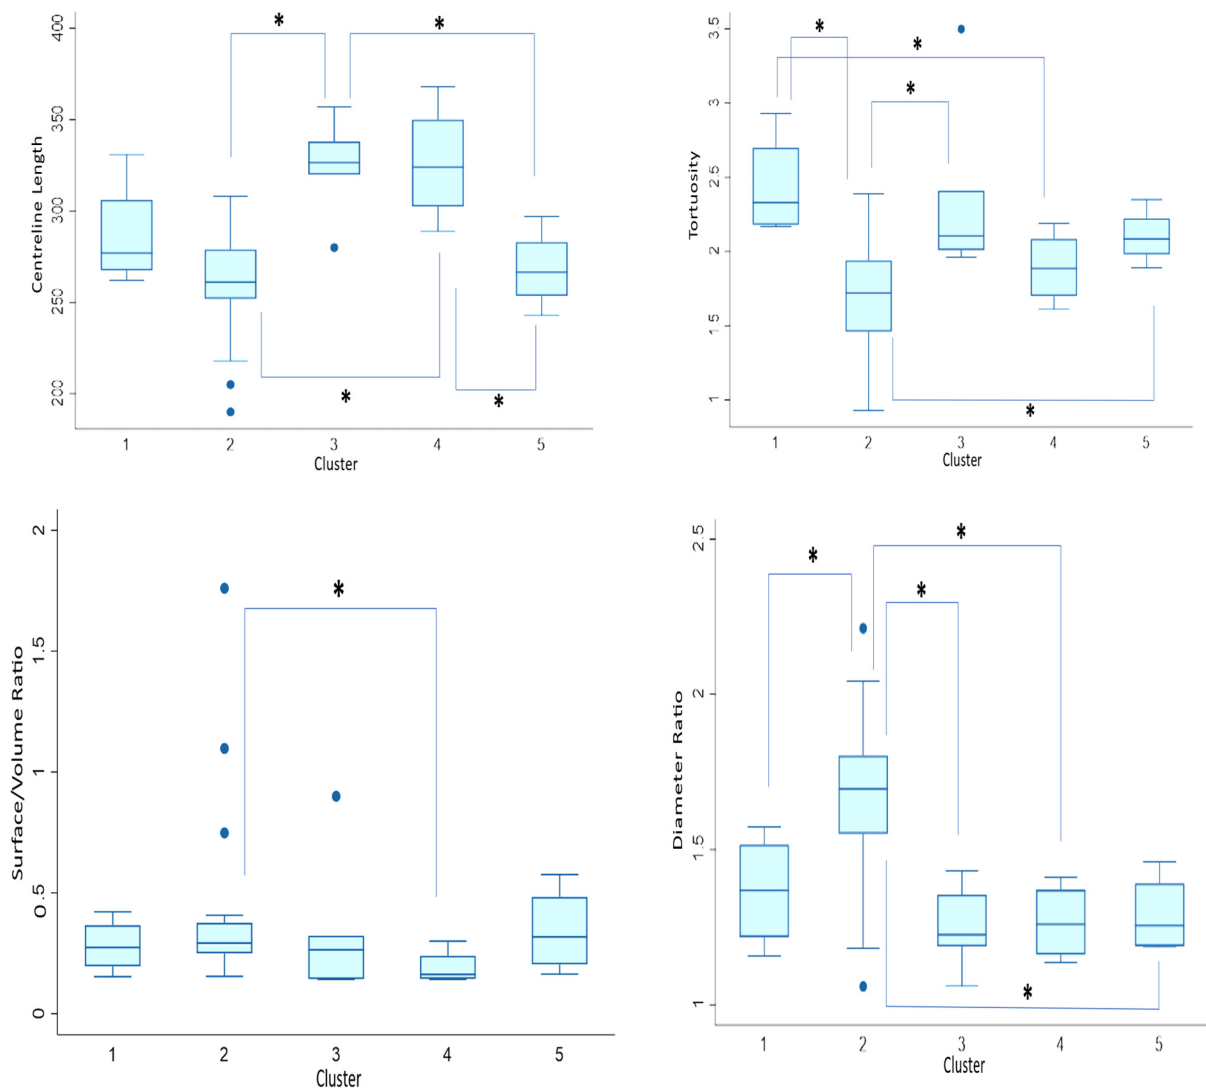 Centreline Length
400
350
300
250
200
*
*
*
*
1 2 3 4 5
Cluster
Tortuosity
3.5
3
2.5
2
1.5
1
*
*
*
*
1 2 3 4 5
Cluster
Surface/Volume Ratio
2
1.5
1
0.5
0
*
1 2 3 4 5
Cluster
Diameter Ratio
2.5
2
1.5
1
*
*
*
*
1 2 3 4 5
Cluster